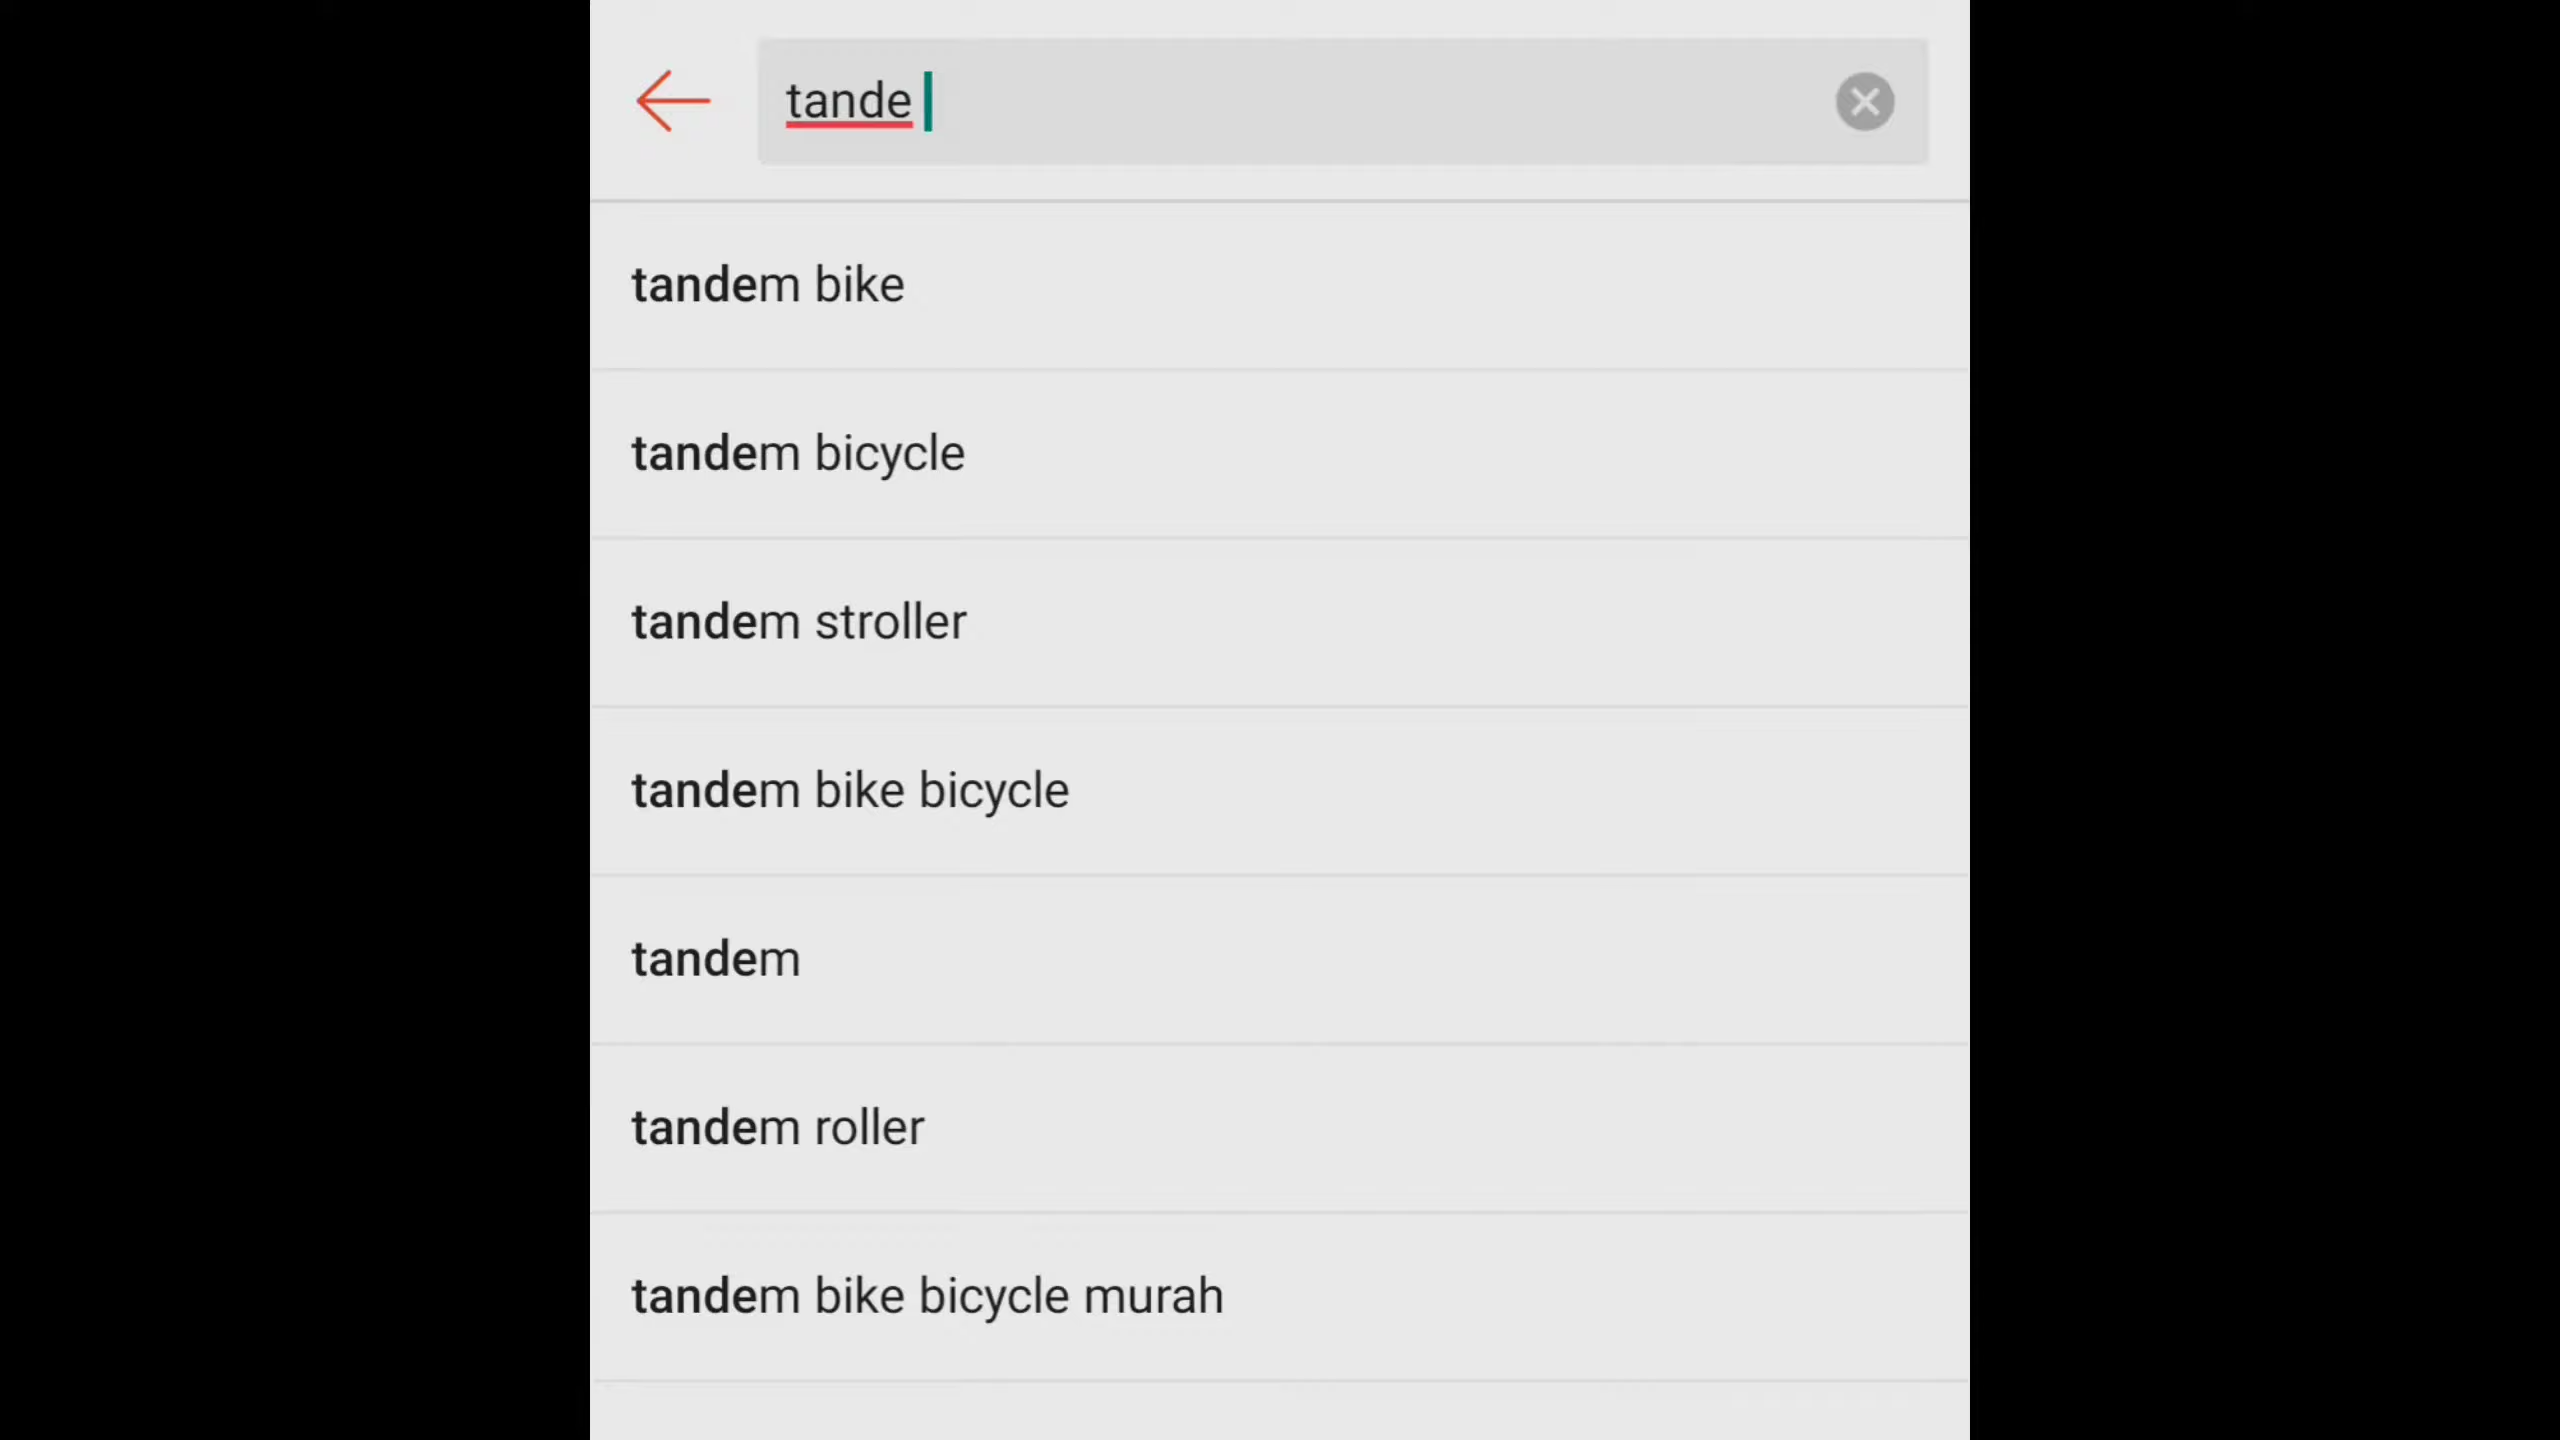 tande
tandem bike
tandem bicycle
tandem stroller
tandem bike bicycle
tandem
tandem roller
tandem bike bicycle murah